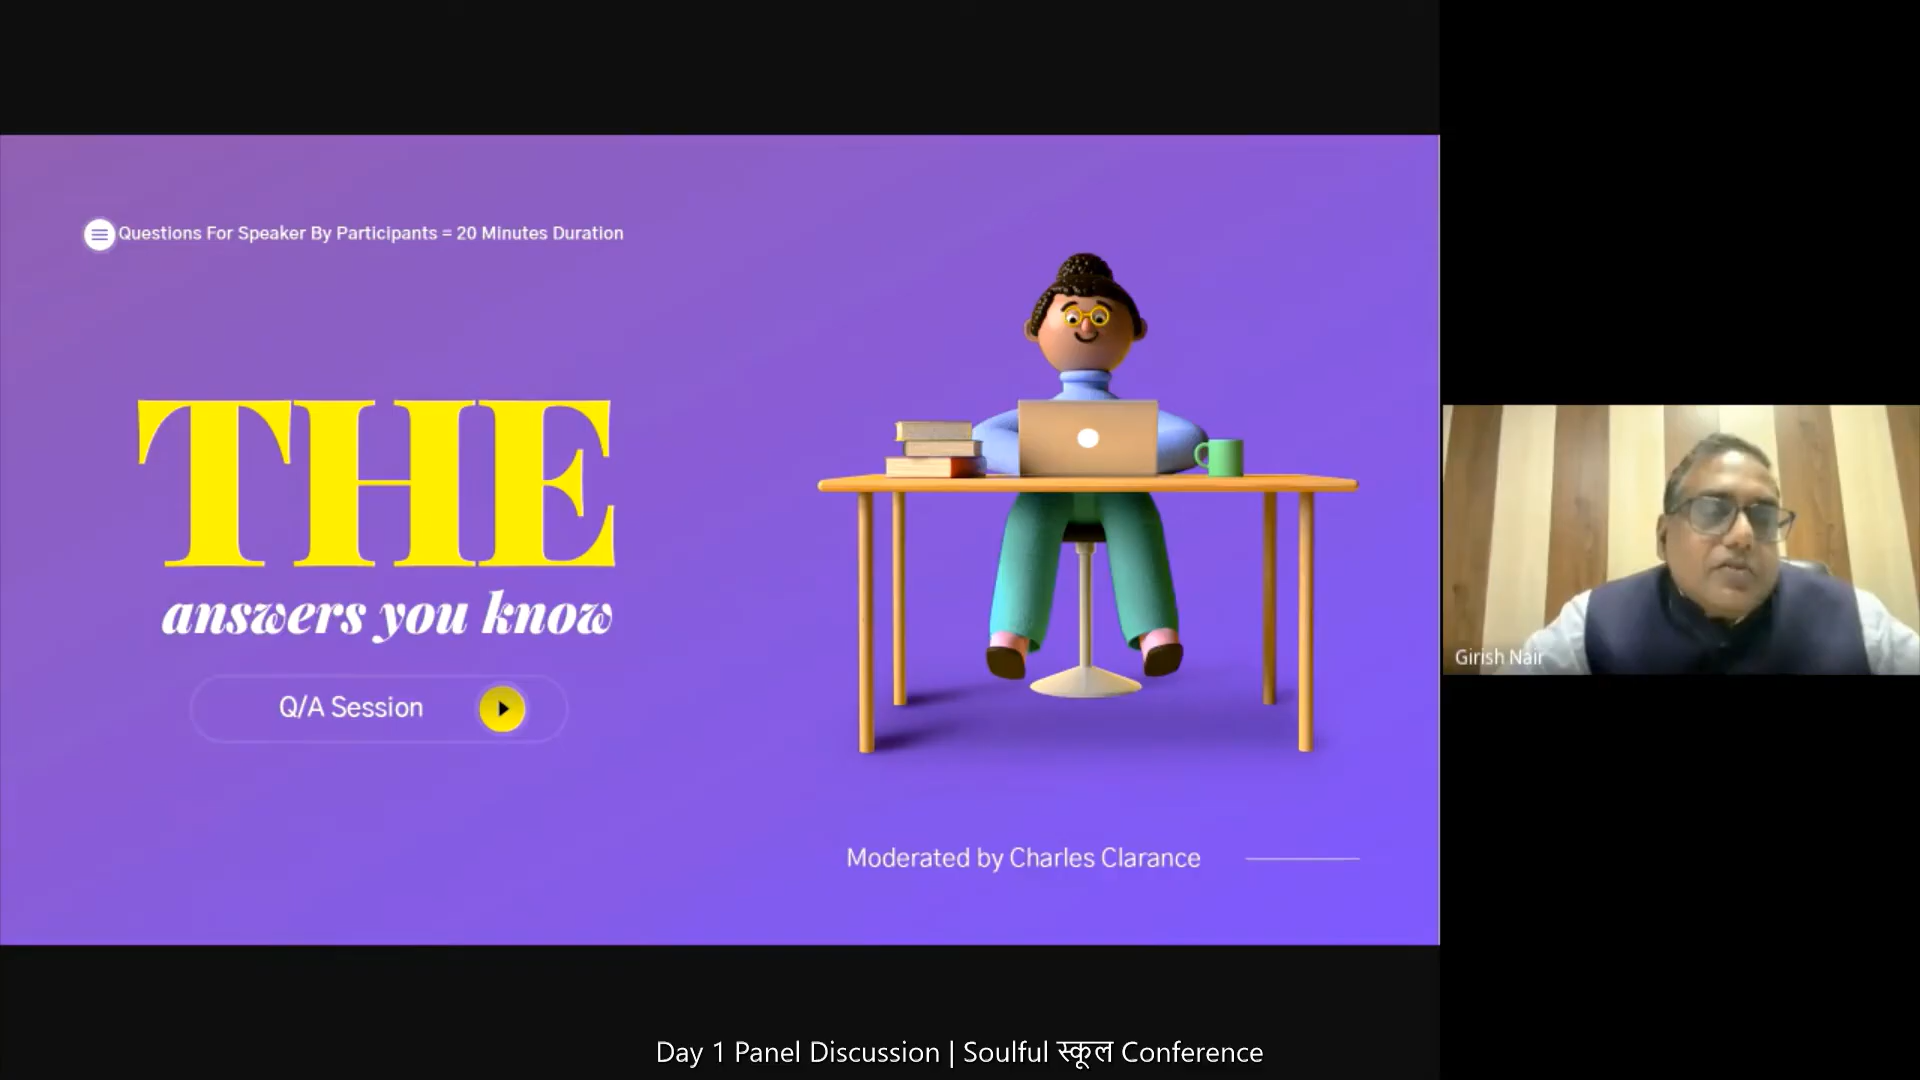 Questions For Speaker By Participants = 20 Minutes Duration
THE
answers you know
Q/A Session
Moderated by Charles Clarance
Girish Nair
Day 1 Panel Discussion | Soulful स्कूल Conference